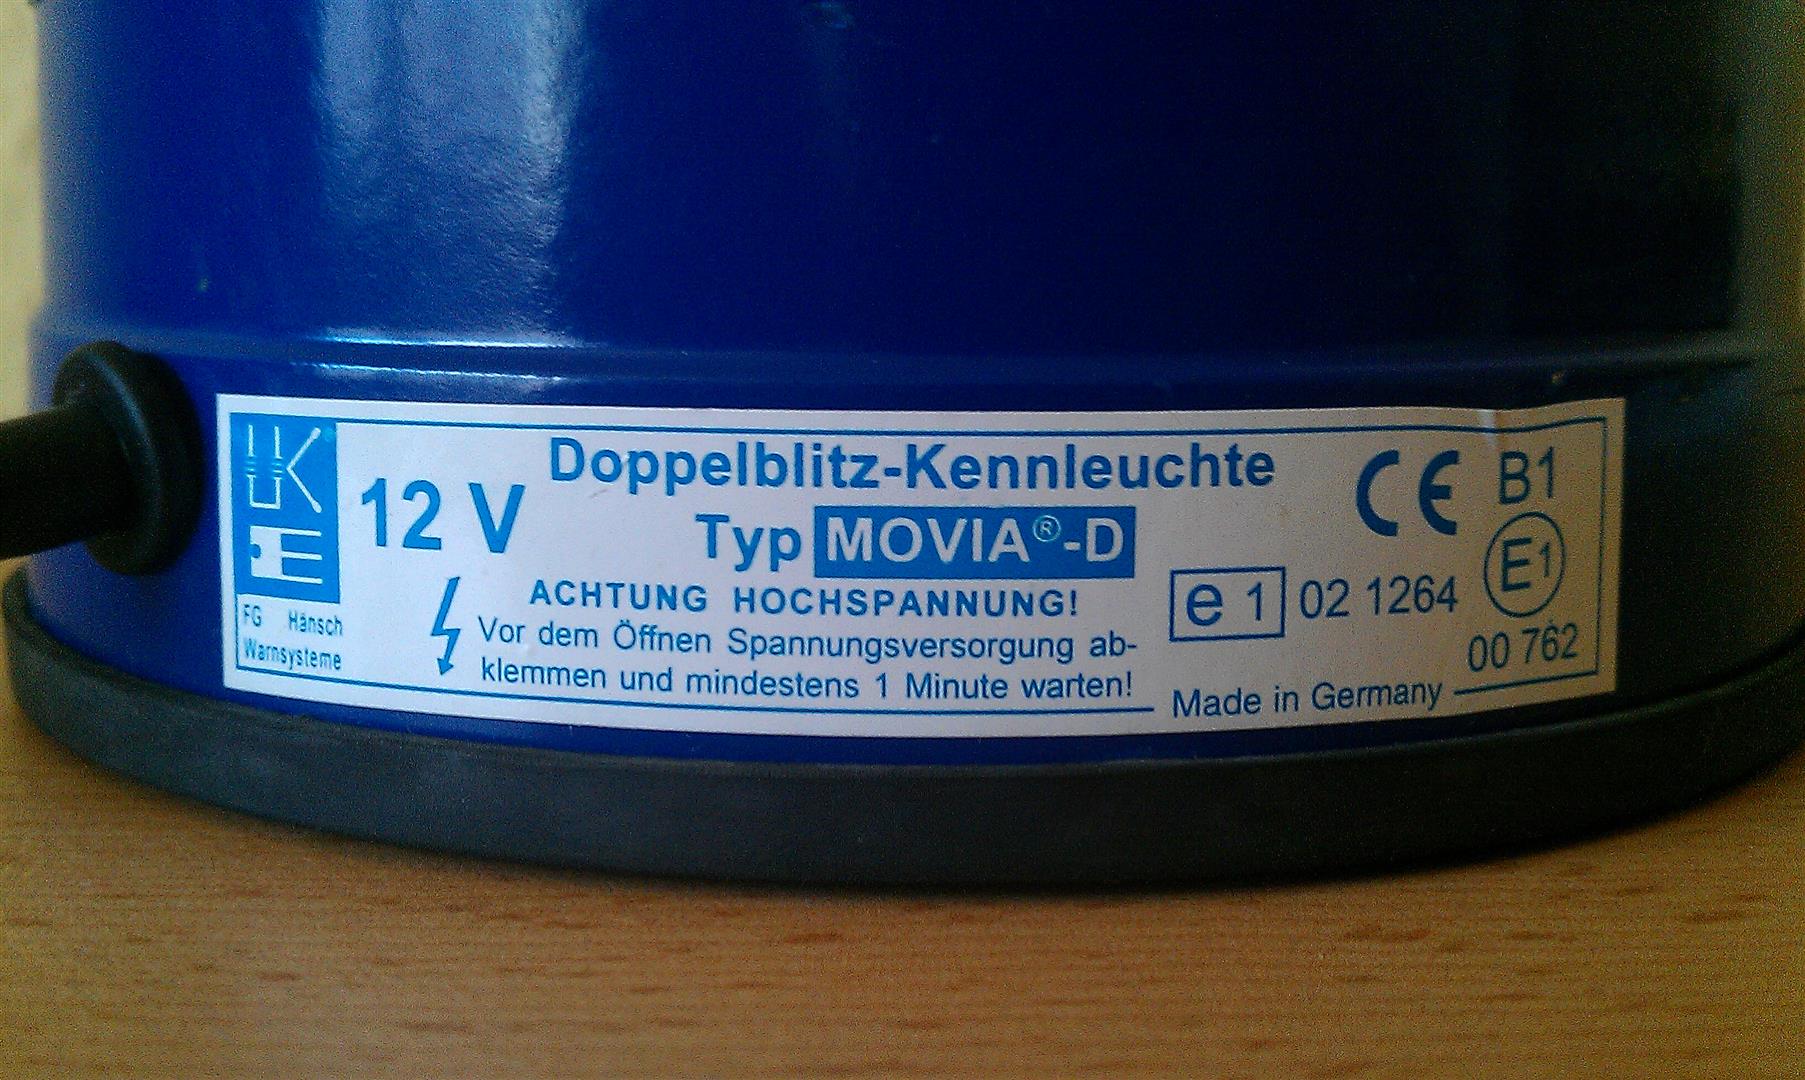 12 V
Doppelblitz-Kennleuchte
Typ MOVIA®-D
ACHTUNG HOCHSPANNUNG!
Vor dem Öffnen Spannungsversorgung ab-
klemmen und mindestens 1 Minute warten!
FG Hänsch
Warnsysteme
CE B1
E1
e 1 02 1264
00 762
Made in Germany